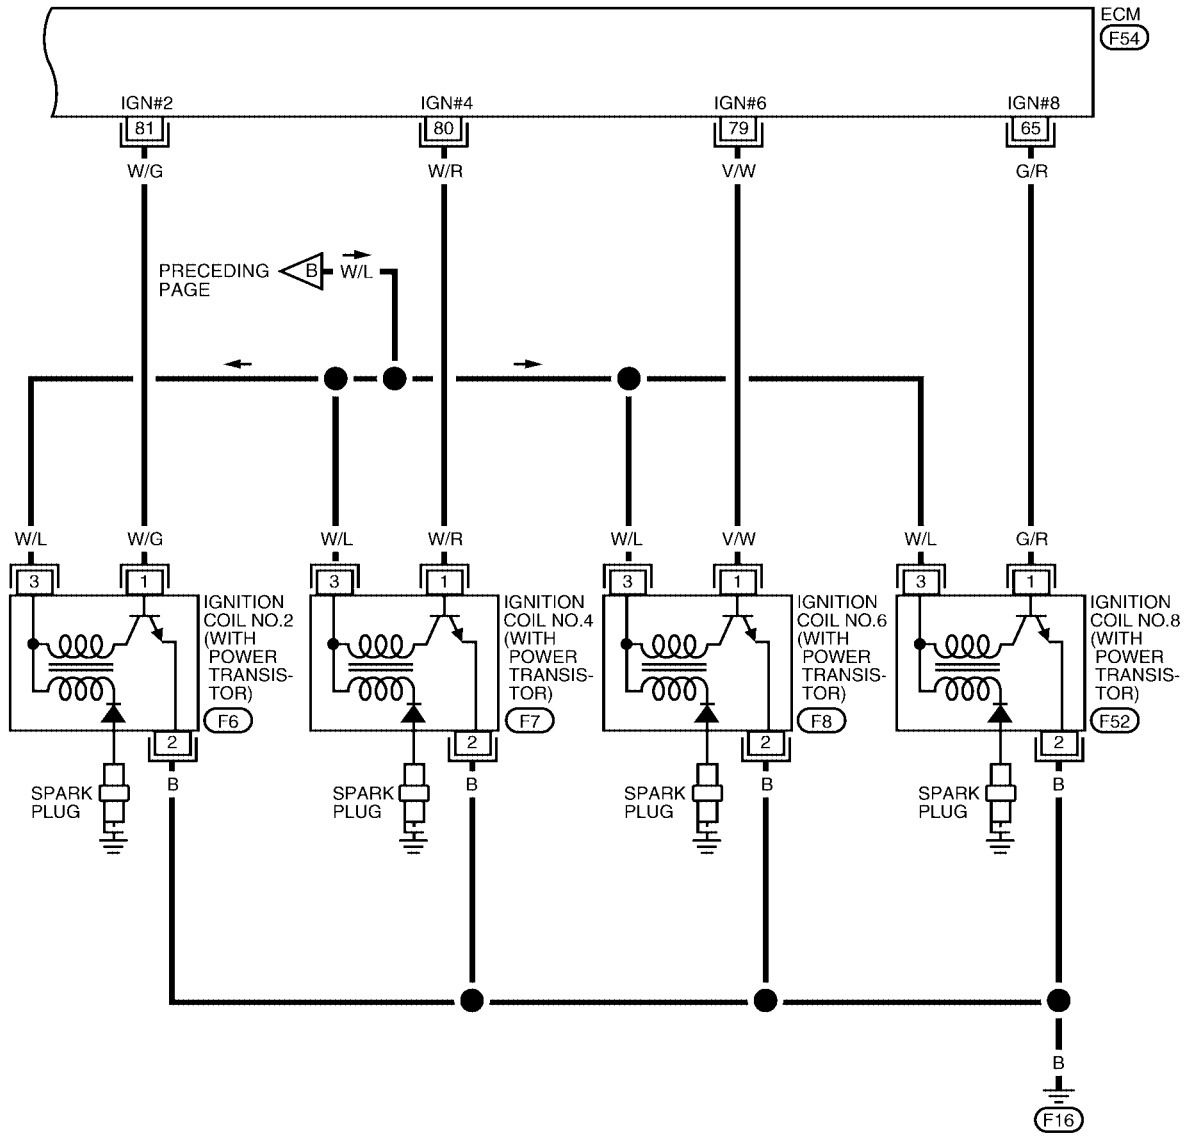 ECM
F54
IGN#2
IGN#4
IGN#6
IGN#8
81
80
79
65
W/G
W/R
V/W
G/R
PRECEDING
PAGE
B
W/L
W/L
W/G
W/L
W/R
W/L
V/W
W/L
G/R
3
1
3
1
3
1
3
1
IGNITION
COIL NO.2
(WITH
POWER
TRANSIS-
TOR)
F6
IGNITION
COIL NO.4
(WITH
POWER
TRANSIS-
TOR)
F7
IGNITION
COIL NO.6
(WITH
POWER
TRANSIS-
TOR)
F8
IGNITION
COIL NO.8
(WITH
POWER
TRANSIS-
TOR)
F52
2
2
2
2
B
B
B
B
SPARK
PLUG
SPARK
PLUG
SPARK
PLUG
SPARK
PLUG
B
F16